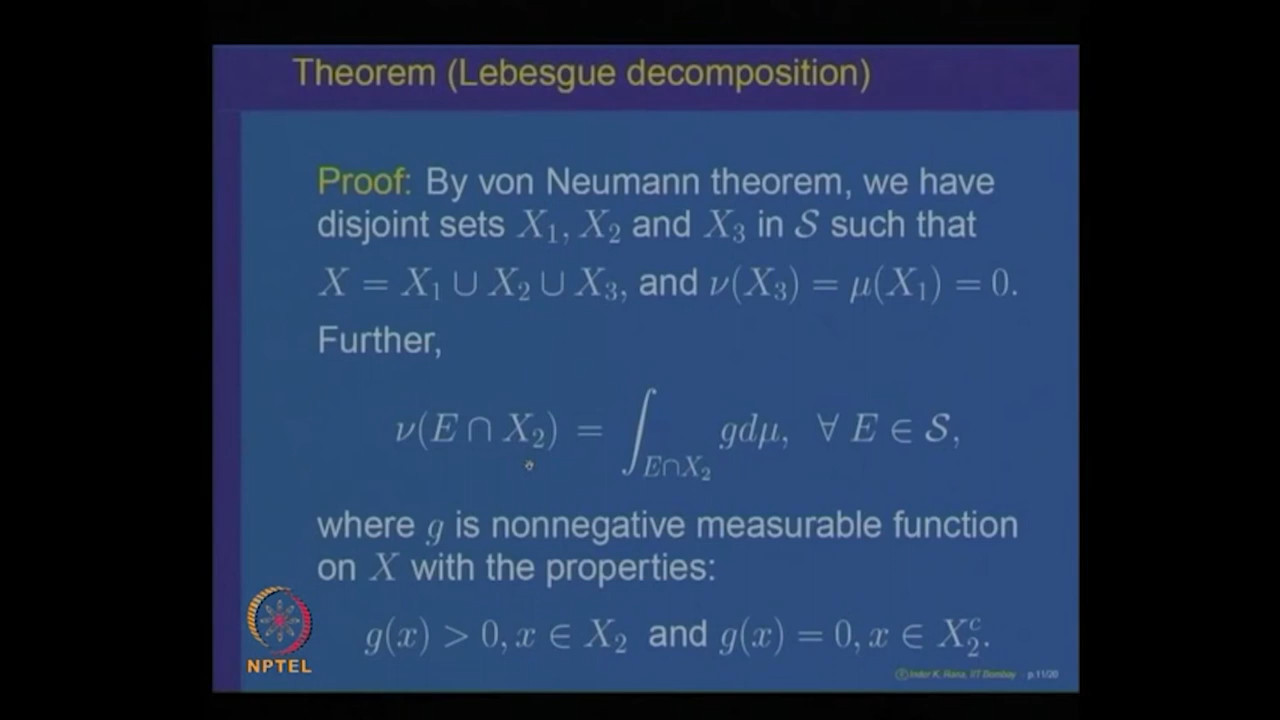 Theorem (Lebesgue decomposition)
Proof: By von Neumann theorem, we have
disjoint sets X₁, X₂ and X₃ in 𝒮 such that
X = X₁ ∪ X₂ ∪ X₃, and ν(X₃) = μ(X₁) = 0.
Further,
ν(E ∩ X₂) = ∫_{E∩X₂} gdμ, ∀ E ∈ 𝒮,
where g is nonnegative measurable function
on X with the properties:
g(x) > 0, x ∈ X₂ and g(x) = 0, x ∈ X₂ᶜ.
NPTEL
© Inder K. Rana, IIT Bombay p.11/20